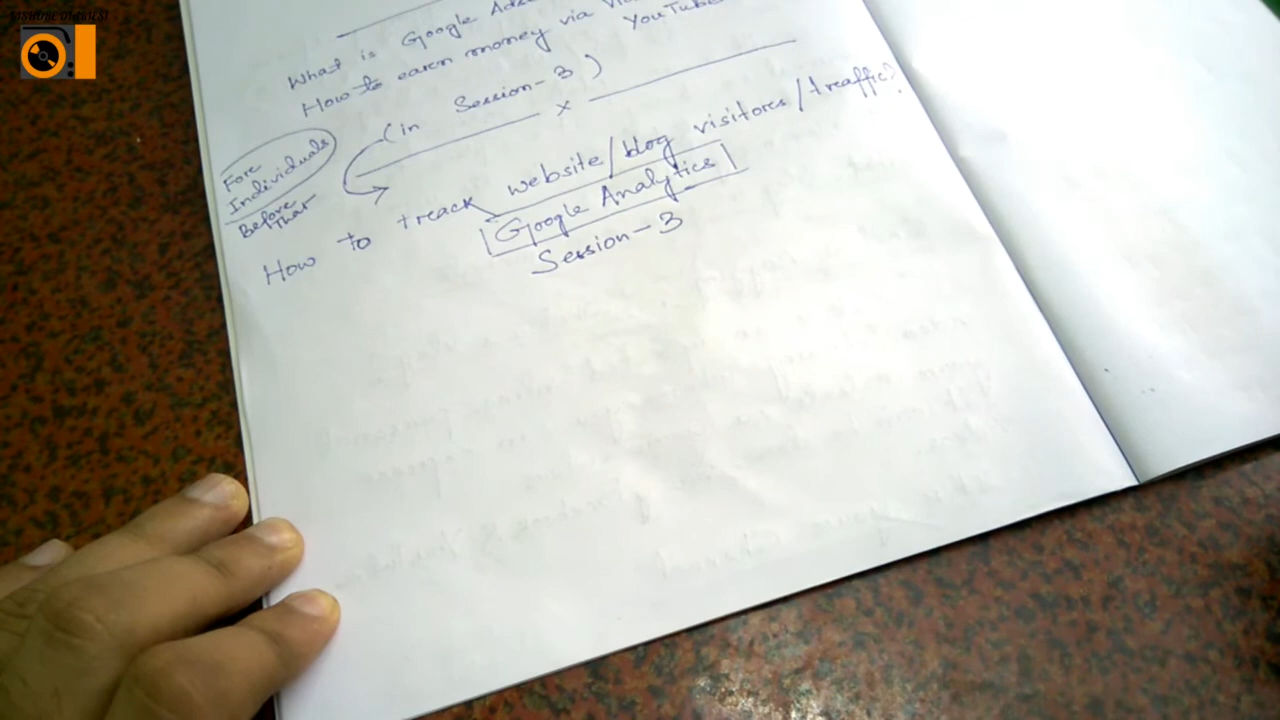 What is Google
How to earn money via
YouTube
(in Session-3)
x
For
Individuals
Before
That
How to track website/blog visitors/traffic?
Google Analytics
Session-3